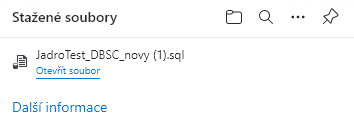 Stažené soubory
JadroTest_DBSC_novy (1).sql
Otevřít soubor
Další informace